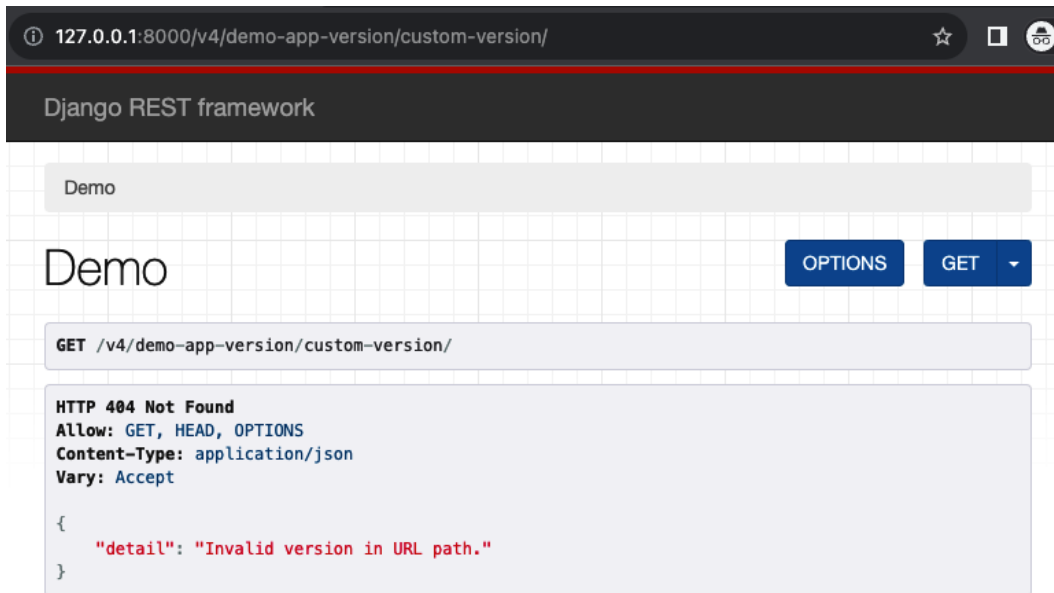 127.0.0.1:8000/v4/demo-app-version/custom-version/
Django REST framework
Demo
Demo
OPTIONS
GET
GET /v4/demo-app-version/custom-version/
HTTP 404 Not Found
Allow: GET, HEAD, OPTIONS
Content-Type: application/json
Vary: Accept
{
    "detail": "Invalid version in URL path."
}